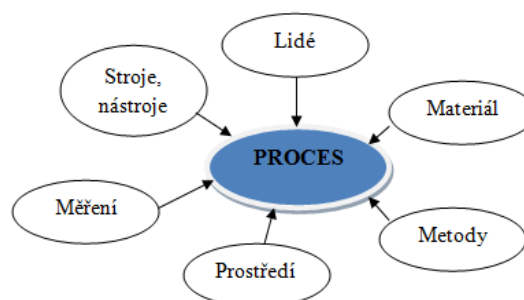 Lidé
Stroje,
nástroje
Materiál
PROCES
Měření
Metody
Prostředí